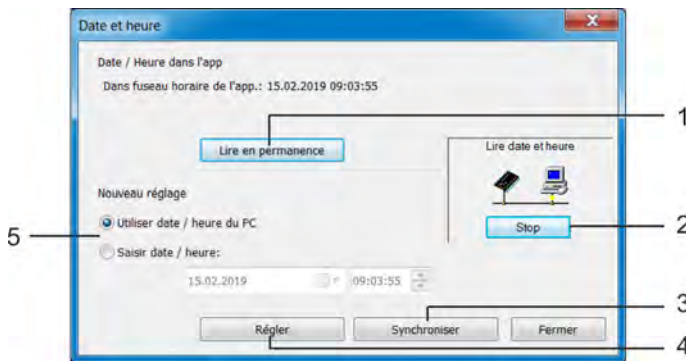 Date et heure
Date / Heure dans l'app
Dans fuseau horaire de l'app.: 15.02.2019 09:03:55
1
Lire en permanence
Lire date et heure
Nouveau réglage
Utiliser date / heure du PC
Stop
2
5
Saisir date / heure:
15.02.2019
09:03:55
3
Régler
Synchroniser
Fermer
4